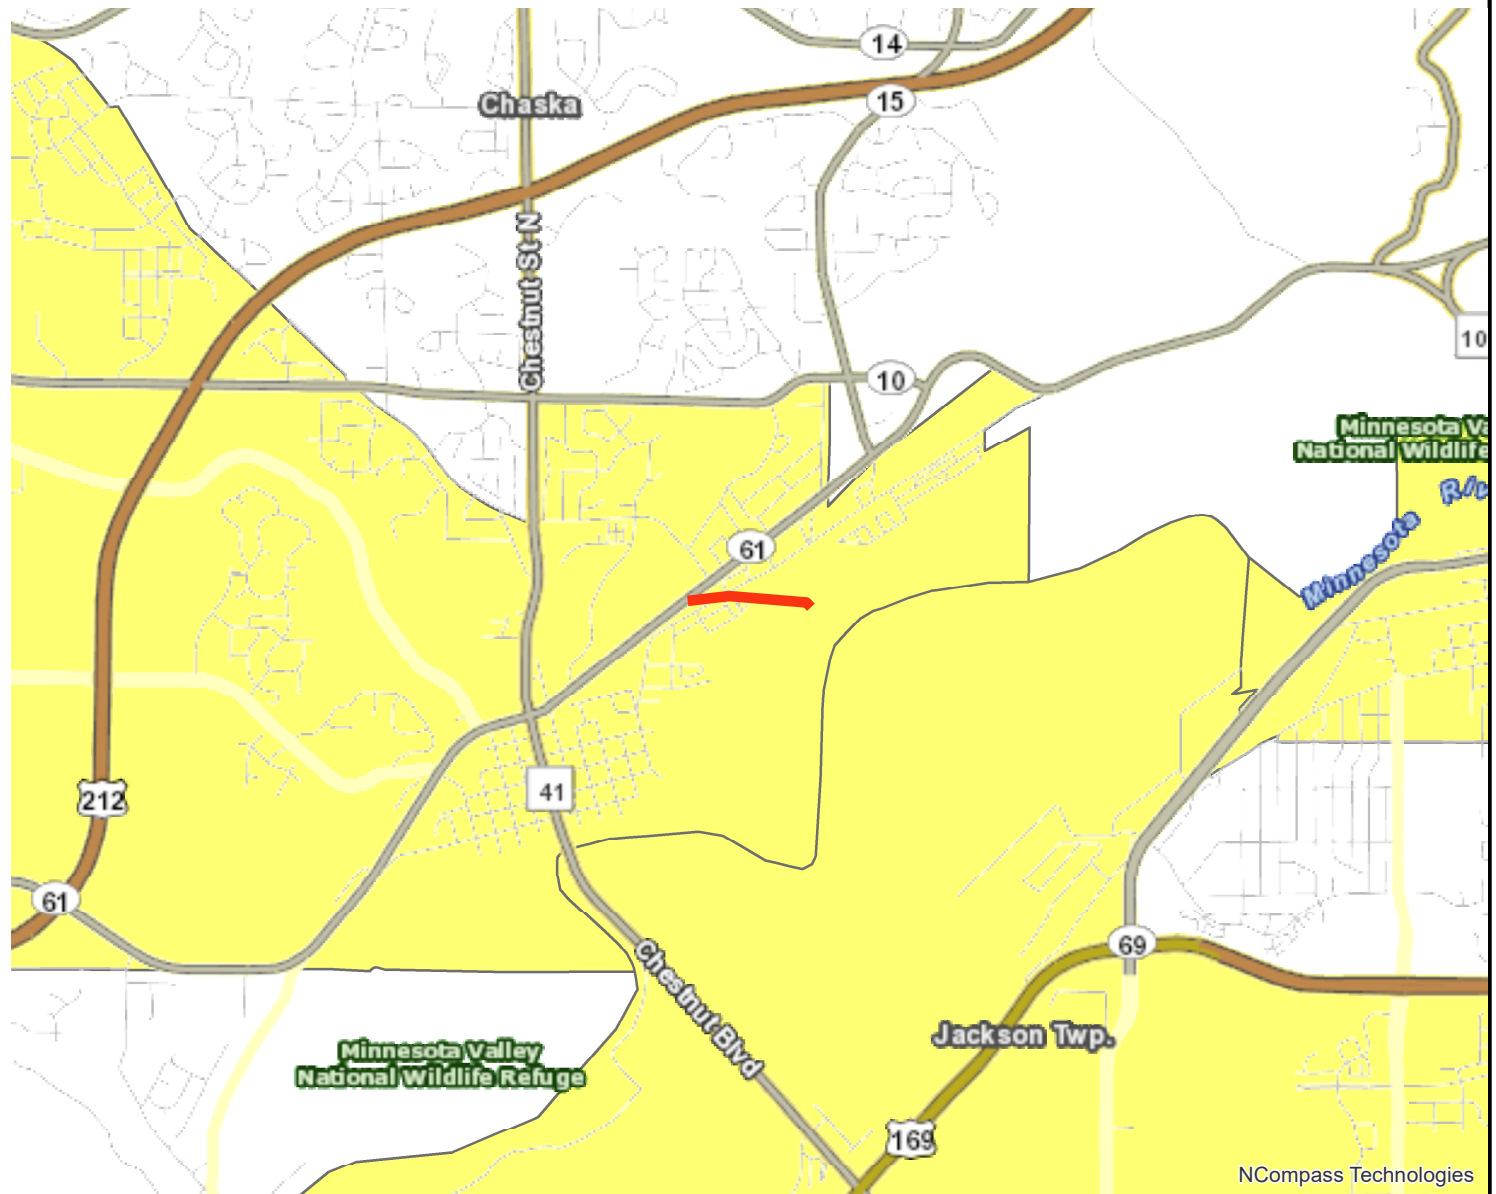 14
15
Chaska
Chestnut St N
10
10
Minnesota Va
National Wildlife
Minnesota
61
41
212
61
69
Chestnut Blvd
Jackson Twp.
Minnesota Valley
National Wildlife Refuge
169
NCompass Technologies